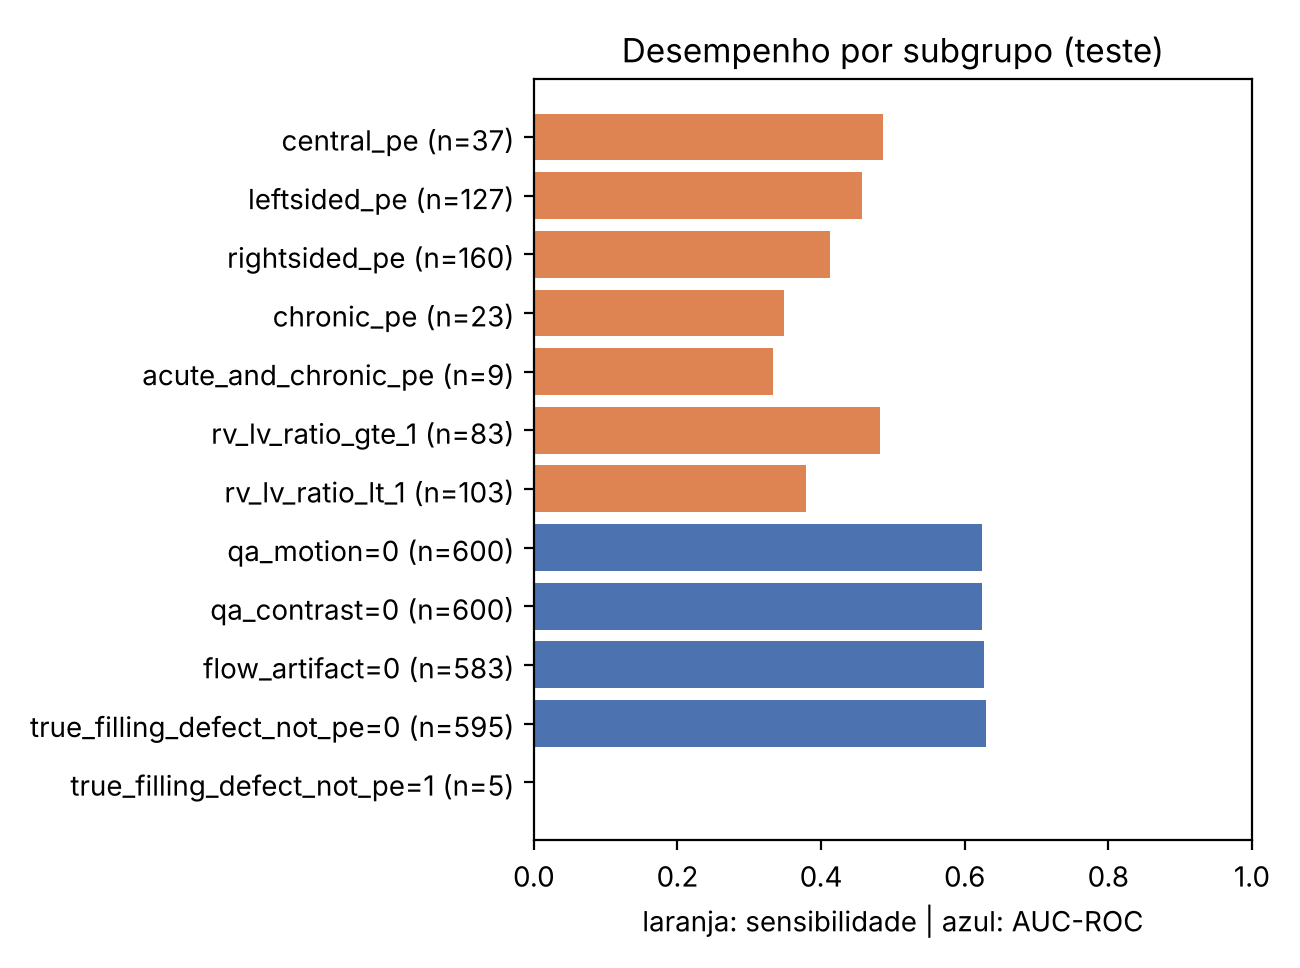 Desempenho por subgrupo (teste)
central_pe (n=37)
leftsided_pe (n=127)
rightsided_pe (n=160)
chronic_pe (n=23)
acute_and_chronic_pe (n=9)
rv_lv_ratio_gte_1 (n=83)
rv_lv_ratio_lt_1 (n=103)
qa_motion=0 (n=600)
qa_contrast=0 (n=600)
flow_artifact=0 (n=583)
true_filling_defect_not_pe=0 (n=595)
true_filling_defect_not_pe=1 (n=5)
0.0 0.2 0.4 0.6 0.8 1.0
laranja: sensibilidade | azul: AUC-ROC